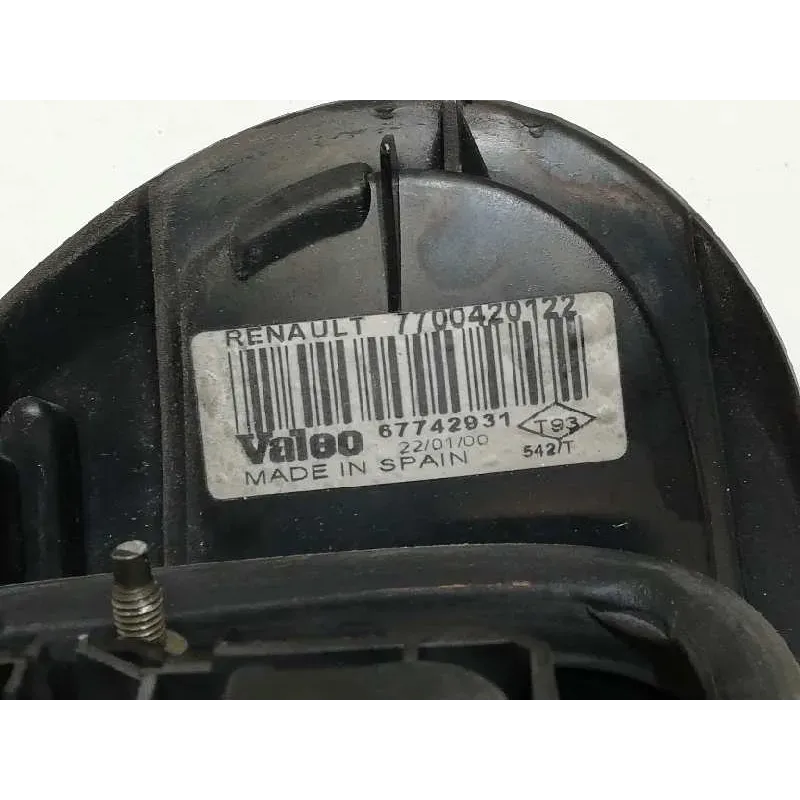 RENAULT 7700420122
67742931
Valeo 22/01/00 T93
MADE IN SPAIN 542/T